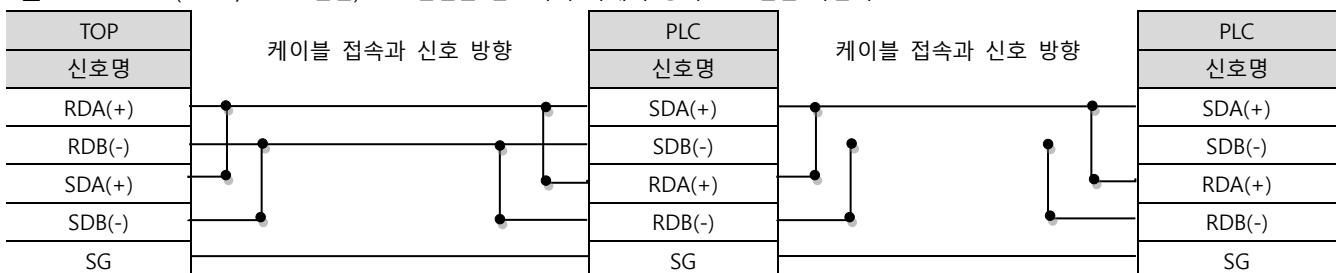 TOP 케이블 접속과 신호 방향 PLC 케이블 접속과 신호 방향 PLC
신호명 신호명 신호명
RDA(+) SDA(+) SDA(+)
RDB(-) SDB(-) SDB(-)
SDA(+) RDA(+) RDA(+)
SDB(-) RDB(-) RDB(-)
SG SG SG